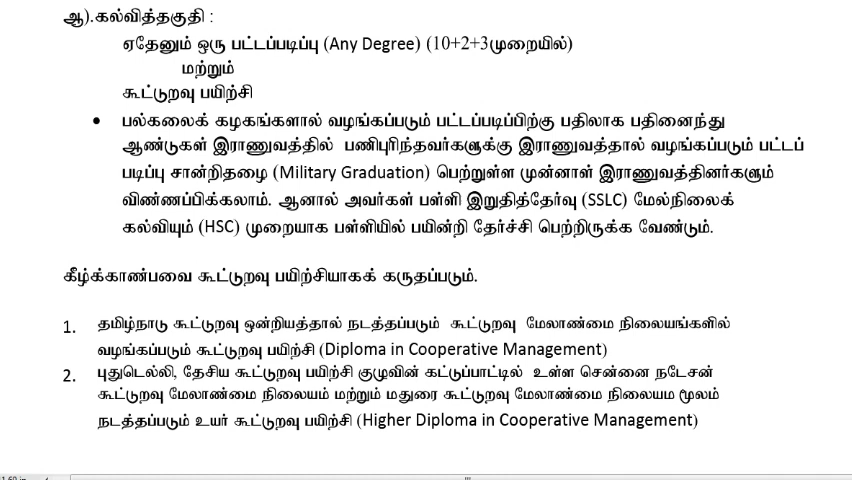 ஆ).கல்வித்தகுதி :
ஏதேனும் ஒரு பட்டப்படிப்பு (Any Degree) (10+2+3முறையில்)
மற்றும்
கூட்டுறவு பயிற்சி
• பல்கலைக் கழகங்களால் வழங்கப்படும் பட்டப்படிப்பிற்கு பதிலாக பதினைந்து
ஆண்டுகள் இராணுவத்தில் பணிபுரிந்தவர்களுக்கு இராணுவத்தால் வழங்கப்படும் பட்டப்
படிப்பு சான்றிதழை (Military Graduation) பெற்றுள்ள முன்னாள் இராணுவத்தினர்களும்
விண்ணப்பிக்கலாம். ஆனால் அவர்கள் பள்ளி இறுதித்தேர்வு (SSLC) மேல்நிலைக்
கல்வியும் (HSC) முறையாக பள்ளியில் பயின்றி தேர்ச்சி பெற்றிருக்க வேண்டும்.
கீழ்க்காண்பவை கூட்டுறவு பயிற்சியாகக் கருதப்படும்.
1. தமிழ்நாடு கூட்டுறவு ஒன்றியத்தால் நடத்தப்படும் கூட்டுறவு மேலாண்மை நிலையங்களில்
வழங்கப்படும் கூட்டுறவு பயிற்சி (Diploma in Cooperative Management)
2. புதுடெல்லி, தேசிய கூட்டுறவு பயிற்சி குழுவின் கட்டுப்பாட்டில் உள்ள சென்னை நடேசன்
கூட்டுறவு மேலாண்மை நிலையம் மற்றும் மதுரை கூட்டுறவு மேலாண்மை நிலையம மூலம்
நடத்தப்படும் உயர் கூட்டுறவு பயிற்சி (Higher Diploma in Cooperative Management)